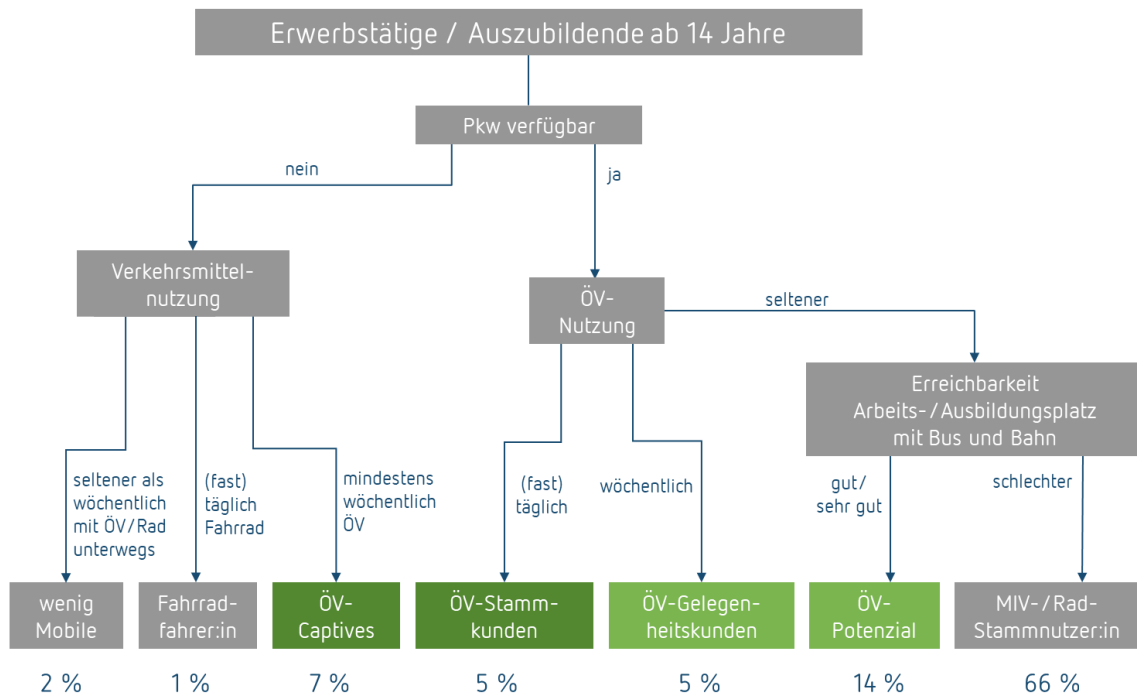 Erwerbstätige / Auszubildende ab 14 Jahre
Pkw verfügbar
nein
ja
Verkehrsmittel-
nutzung
ÖV-
Nutzung
seltener
Erreichbarkeit
Arbeits-/Ausbildungsplatz
mit Bus und Bahn
seltener als
wöchentlich
mit ÖV/Rad
unterwegs
(fast)
täglich
Fahrrad
mindestens
wöchentlich
ÖV
(fast)
täglich
wöchentlich
gut/
sehr gut
schlechter
wenig
Mobile
Fahrrad-
fahrer:in
ÖV-
Captives
ÖV-Stamm-
kunden
ÖV-Gelegen-
heitskunden
ÖV-
Potenzial
MIV-/Rad-
Stammnutzer:in
2 %
1 %
7 %
5 %
5 %
14 %
66 %